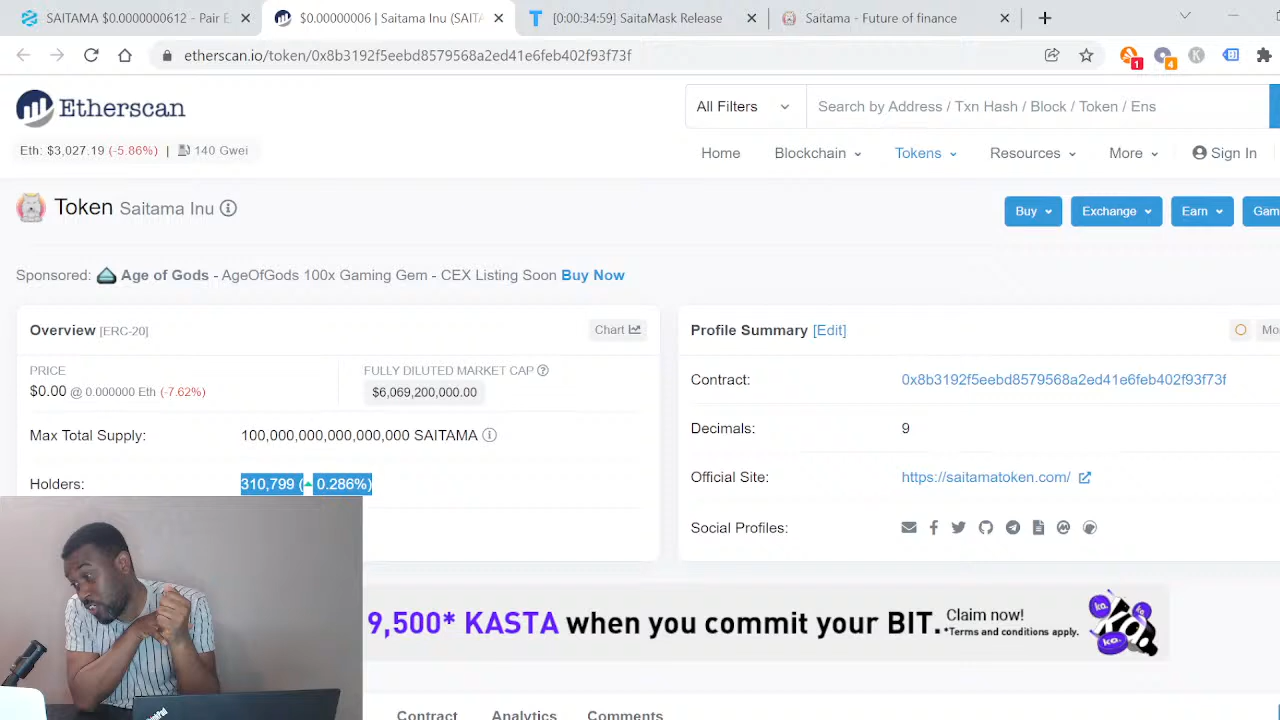 SAITAMA $0.000000000612 - Pair E
$0.00000006 | Saitama Inu (SAITA
[0:00:34:59] SaitaMask Release
Saitama - Future of finance
etherscan.io/token/0x8b3192f5eebd8579568a2ed41e6feb402f93f73f
1
4
K
Etherscan
All Filters
Search by Address / Txn Hash / Block / Token / Ens
Eth: $3,027.19 (-5.86%) | 140 Gwei
Home
Blockchain
Tokens
Resources
More
Sign In
Token Saitama Inu
Buy
Exchange
Earn
Gam
Sponsored: Age of Gods - AgeOfGods 100x Gaming Gem - CEX Listing Soon Buy Now
Overview [ERC-20]
Chart
PRICE
$0.00 @ 0.000000 Eth (-7.62%)
FULLY DILUTED MARKET CAP
$6,069,200,000.00
Max Total Supply:
100,000,000,000,000,000 SAITAMA
Holders:
310,799 ( 0.286%)
Profile Summary [Edit]
Mo
Contract:
0x8b3192f5eebd8579568a2ed41e6feb402f93f73f
Decimals:
9
Official Site:
https://saitamatoken.com/
Social Profiles:
9,500* KASTA when you commit your BIT.
Claim now!
*Terms and conditions apply.
ka.
ka.
Contract
Analytics
Comments